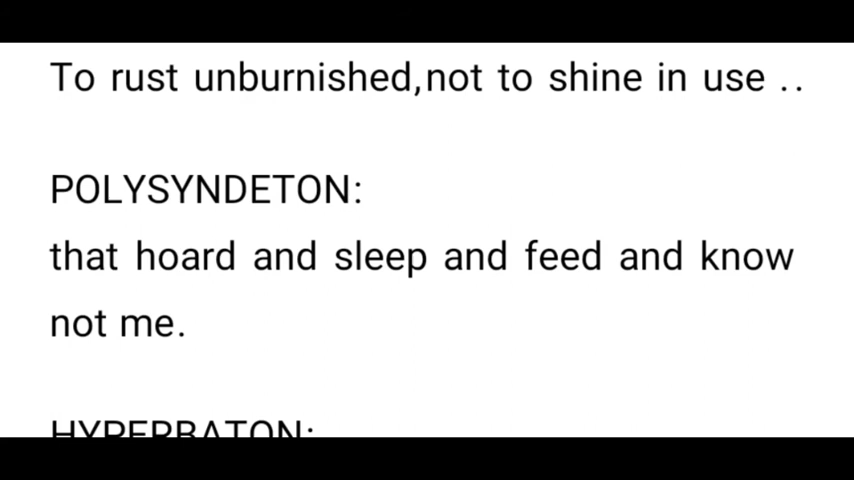 To rust unburnished,not to shine in use ..
POLYSYNDETON:
that hoard and sleep and feed and know
not me.
HYPERBATON: